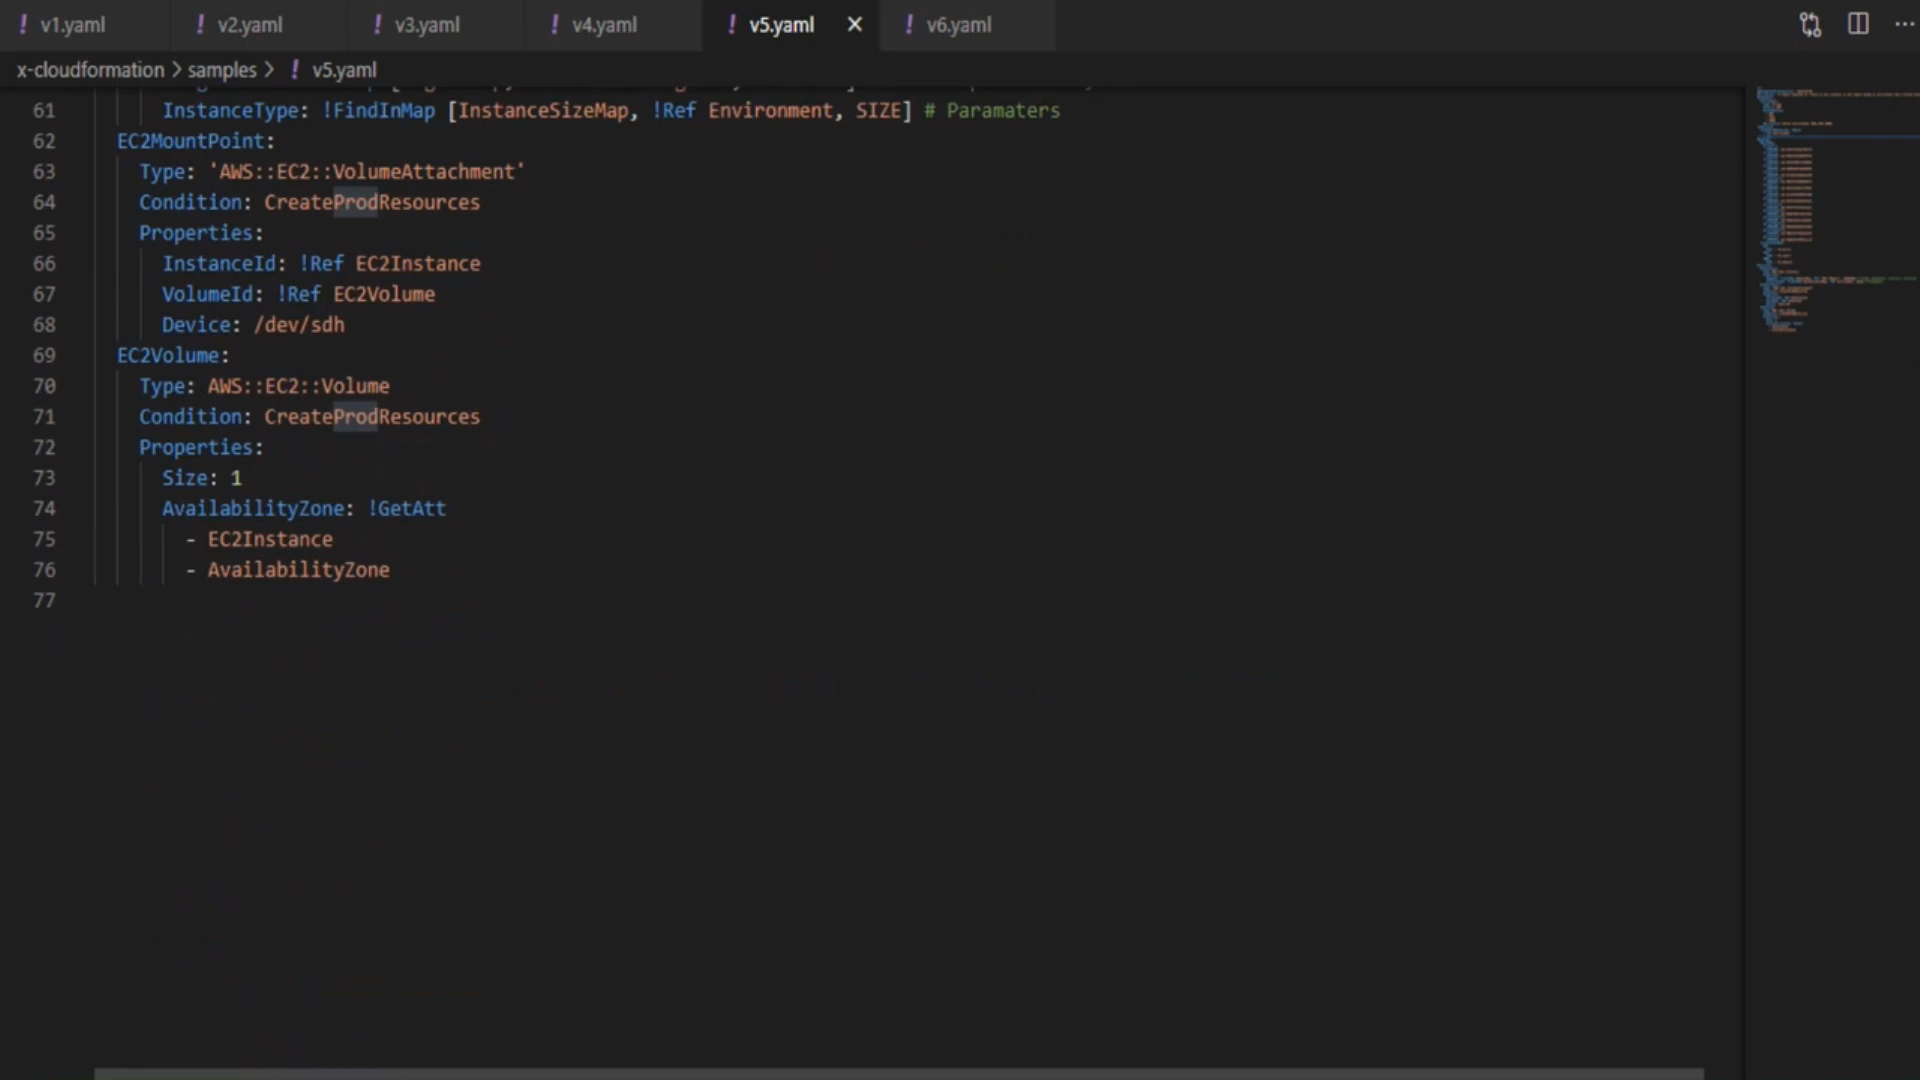 v1.yaml v2.yaml v3.yaml v4.yaml v5.yaml v6.yaml
x-cloudformation > samples > ! v5.yaml
61 InstanceType: !FindInMap [InstanceSizeMap, !Ref Environment, SIZE] # Paramaters
62 EC2MountPoint:
63 Type: 'AWS::EC2::VolumeAttachment'
64 Condition: CreateProdResources
65 Properties:
66 InstanceId: !Ref EC2Instance
67 VolumeId: !Ref EC2Volume
68 Device: /dev/sdh
69 EC2Volume:
70 Type: AWS::EC2::Volume
71 Condition: CreateProdResources
72 Properties:
73 Size: 1
74 AvailabilityZone: !GetAtt
75 - EC2Instance
76 - AvailabilityZone
77